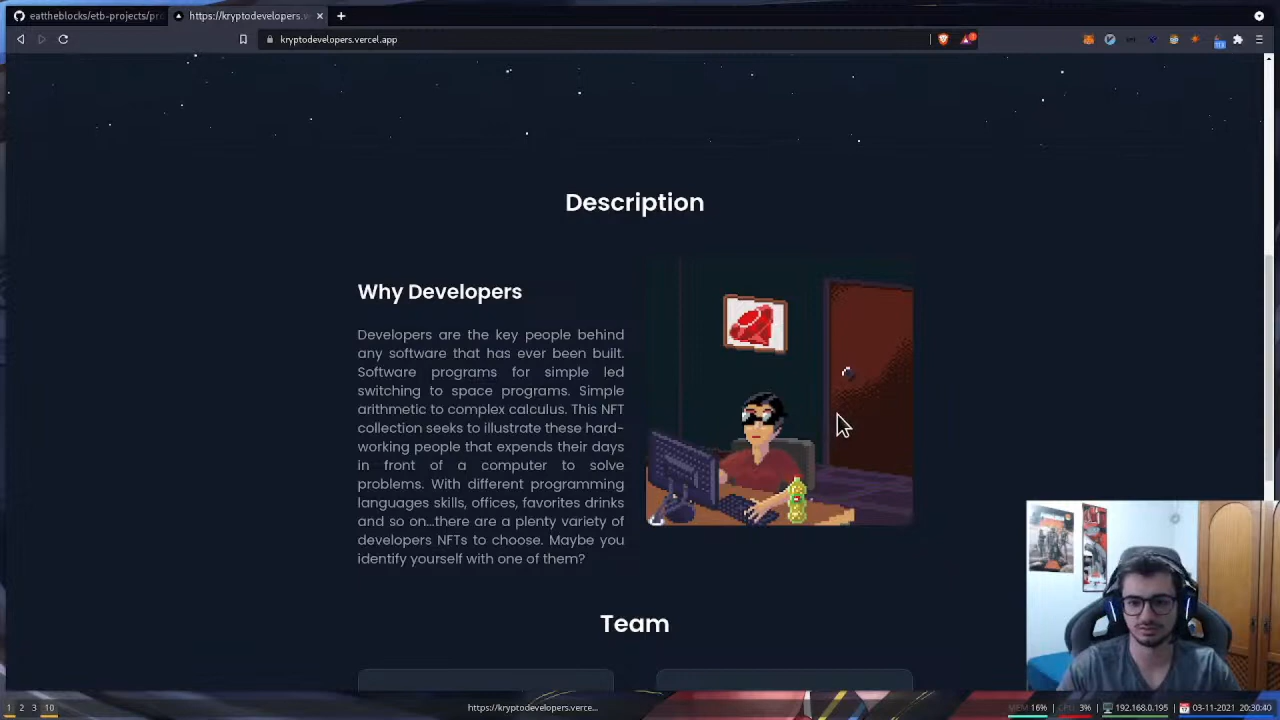 eattheblocks/etb-projects/pro
https://kryptodevelopers.v
kryptodevelopers.vercel.app
Description
Why Developers
Developers are the key people behind
any software that has ever been built.
Software programs for simple led
switching to space programs. Simple
arithmetic to complex calculus. This NFT
collection seeks to illustrate these hard-
working people that expends their days
in front of a computer to solve
problems. With different programming
languages skills, offices, favorites drinks
and so on...there are a plenty variety of
developers NFTs to choose. Maybe you
identify yourself with one of them?
Team
1 2 3 10
https://kryptodevelopers.verce...
MEM 16%
CPU 3%
192.168.0.195
03-11-2021
20:30:40